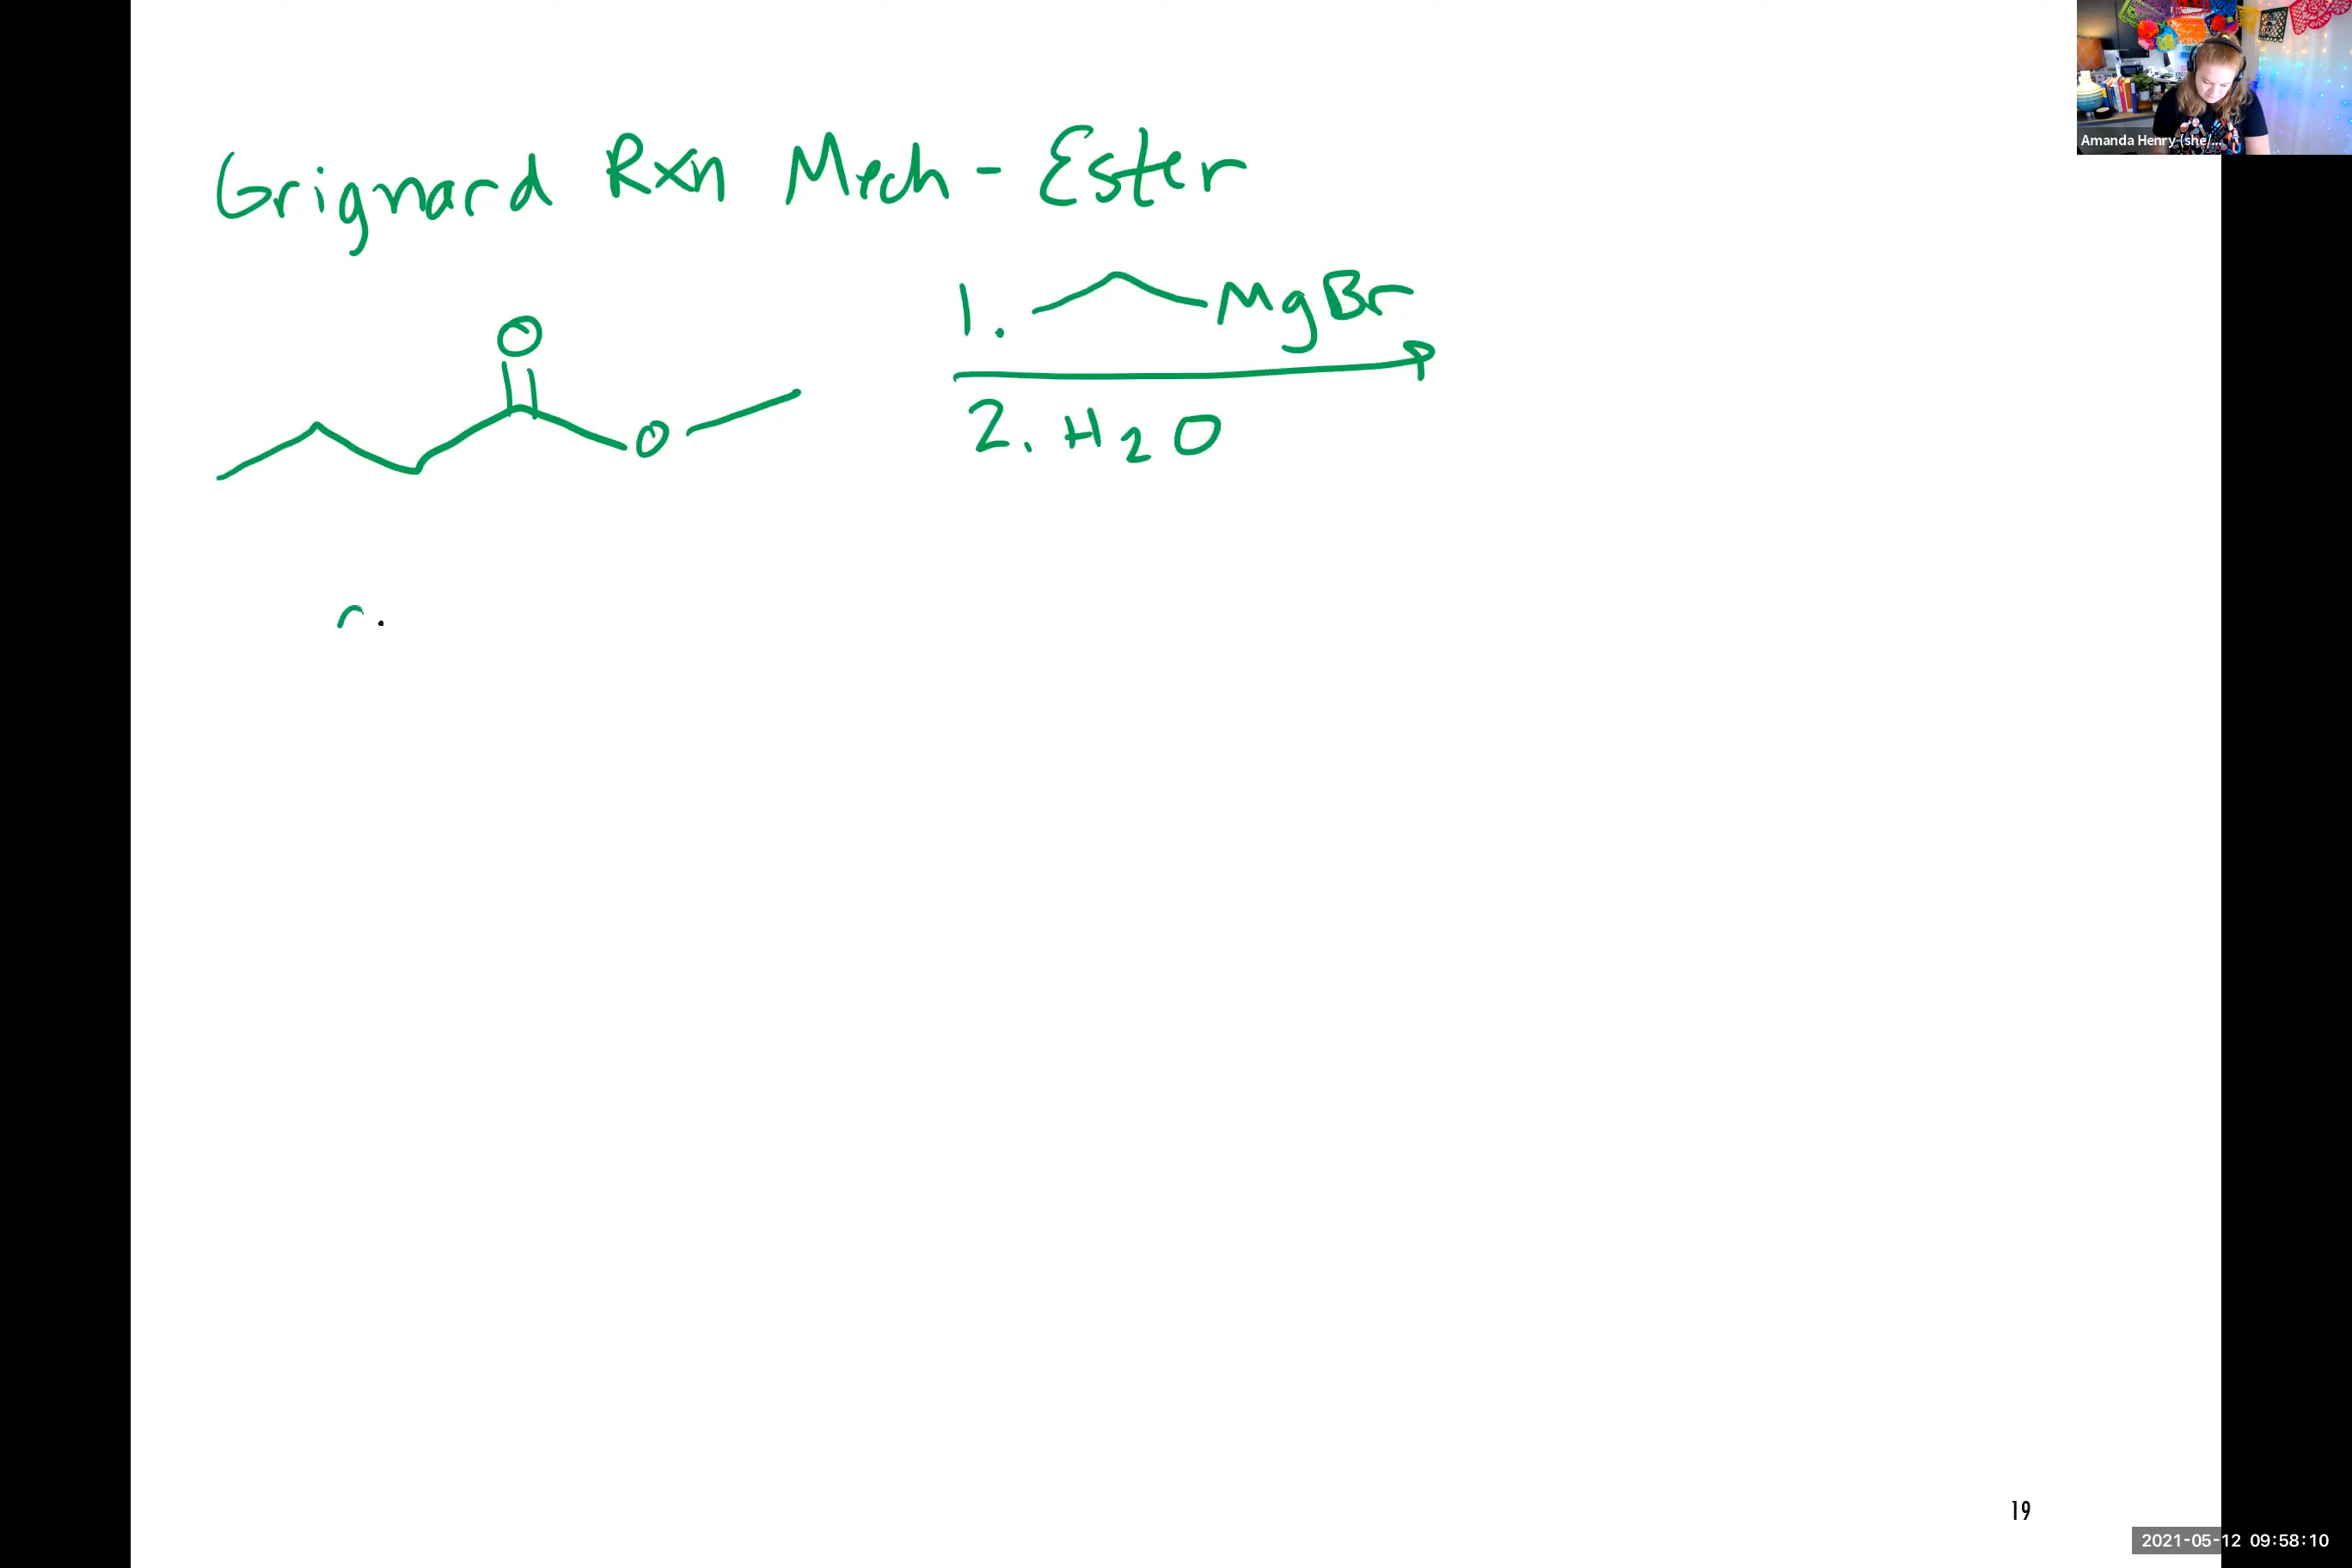 Grignard Rxn Mech - Ester
1. MgBr
O
O
2. H2O
Amanda Henry (she/...
19
2021-05-12 09:58:10